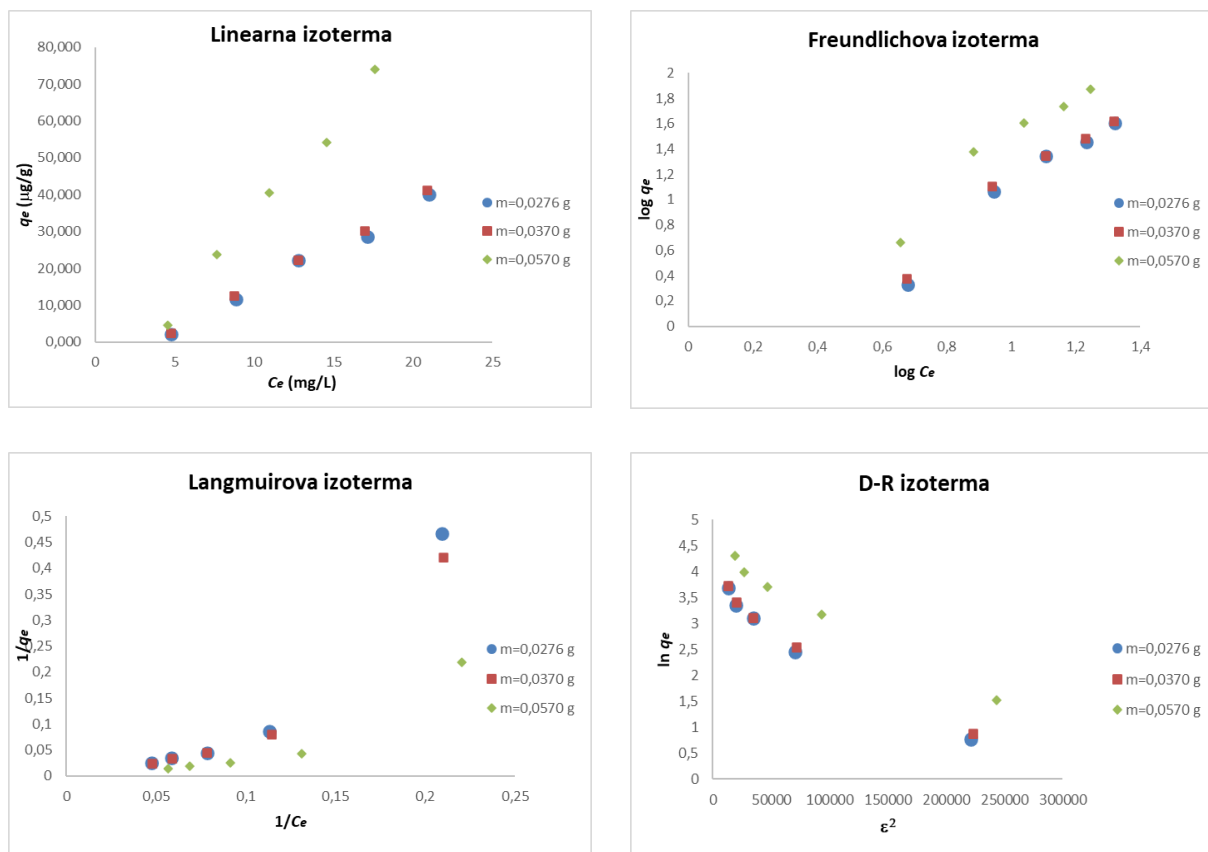 Linearna izoterma
80,000
70,000
60,000
50,000
40,000
30,000
20,000
10,000
0,000
qe (µg/g)
0 5 10 15 20 25
Ce (mg/L)
m=0,0276 g
m=0,0370 g
m=0,0570 g
Freundlichova izoterma
2
1,8
1,6
1,4
1,2
1
0,8
0,6
0,4
0,2
0
log qe
0 0,2 0,4 0,6 0,8 1 1,2 1,4
log Ce
m=0,0276 g
m=0,0370 g
m=0,0570 g
Langmuirova izoterma
0,5
0,45
0,4
0,35
0,3
0,25
0,2
0,15
0,1
0,05
0
1/qe
0 0,05 0,1 0,15 0,2 0,25
1/Ce
m=0,0276 g
m=0,0370 g
m=0,0570 g
D-R izoterma
5
4,5
4
3,5
3
2,5
2
1,5
1
0,5
0
ln qe
0 50000 100000 150000 200000 250000 300000
ε²
m=0,0276 g
m=0,0370 g
m=0,0570 g